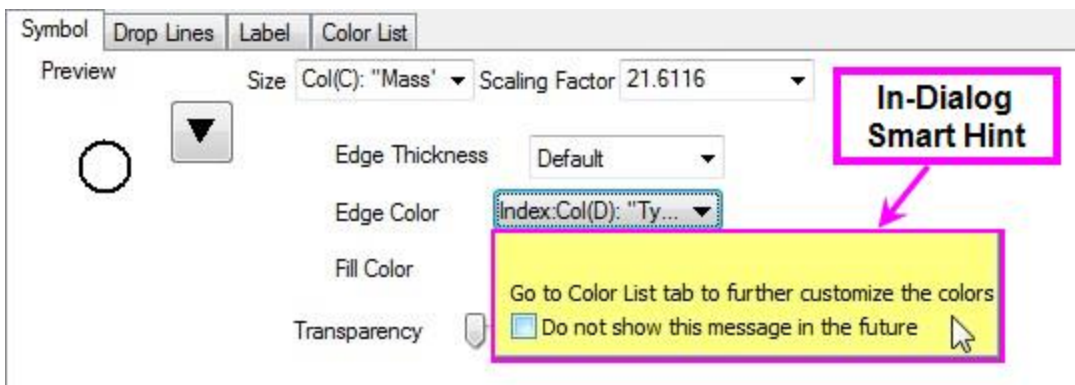 Symbol Drop Lines Label Color List
Preview Size Col(C): "Mass' Scaling Factor 21.6116
In-Dialog
Smart Hint
Edge Thickness Default
Edge Color Index:Col(D): "Ty...
Fill Color
Go to Color List tab to further customize the colors
Transparency Do not show this message in the future